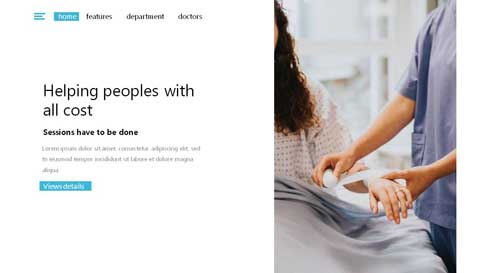 home features department doctors
Helping peoples with
all cost
Sessions have to be done
Lorem ipsum dolor sit amet, consectetur adipiscing elit, sed
to eiusmod tempor incididunt ut labore et dolore magna
aliqua
Views details